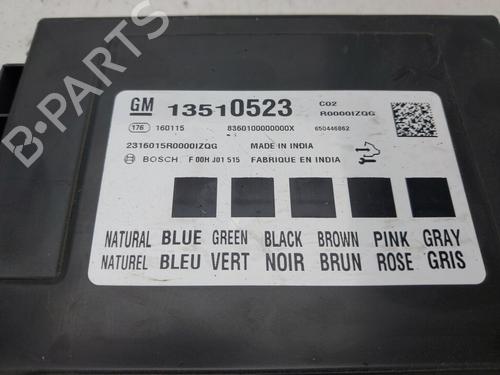 B-PARTS
GM 13510523 C02
R0000IZQG
176 160115 8360100000000X 650446862
2316015R0000IZQG MADE IN INDIA
BOSCH F 00H J01 515 FABRIQUE EN INDIA
NATURAL BLUE GREEN BLACK BROWN PINK GRAY
NATUREL BLEU VERT NOIR BRUN ROSE GRIS